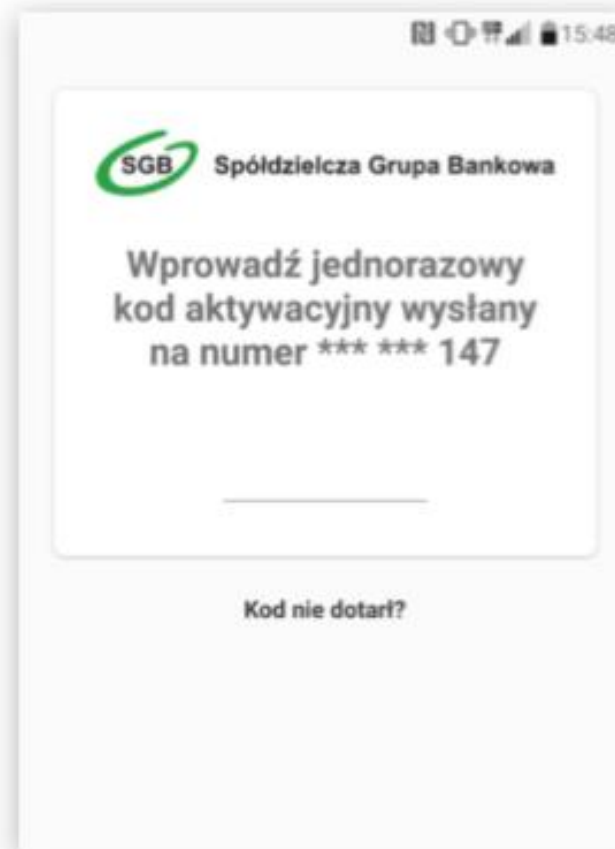 15:48
SGB Spółdzielcza Grupa Bankowa
Wprowadź jednorazowy
kod aktywacyjny wysłany
na numer *** *** 147
Kod nie dotarł?